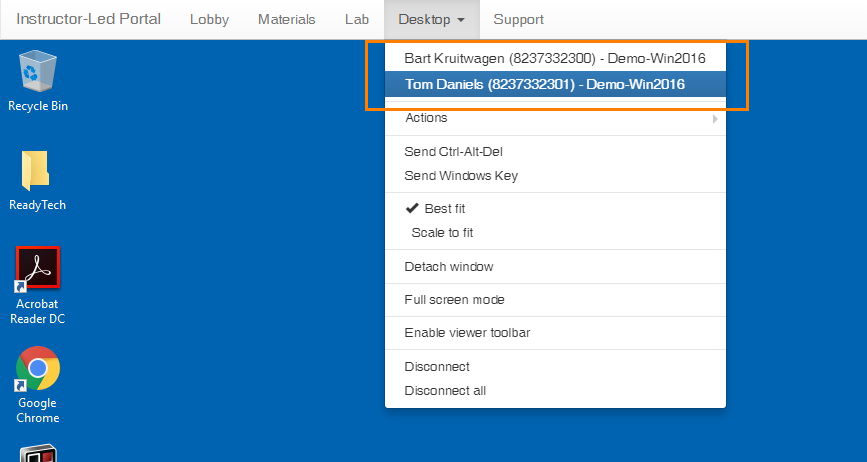 Instructor-Led Portal Lobby Materials Lab Desktop Support
Bart Kruitwagen (8237332300) - Demo-Win2016
Tom Daniels (8237332301) - Demo-Win2016
Actions
Send Ctrl-Alt-Del
Send Windows Key
Best fit
Scale to fit
Detach window
Full screen mode
Enable viewer toolbar
Disconnect
Disconnect all
Recycle Bin
ReadyTech
Acrobat
Reader DC
Google
Chrome